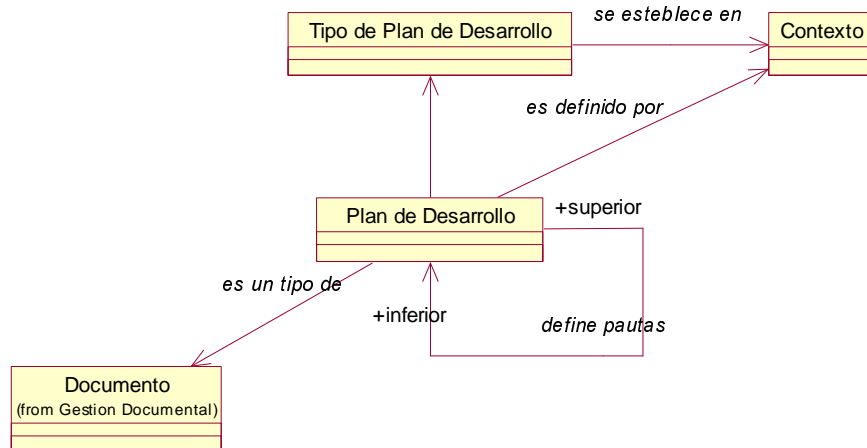 se esteblece en
Tipo de Plan de Desarrollo
Contexto
es definido por
Plan de Desarrollo
+superior
es un tipo de
+inferior
define pautas
Documento
(from Gestion Documental)